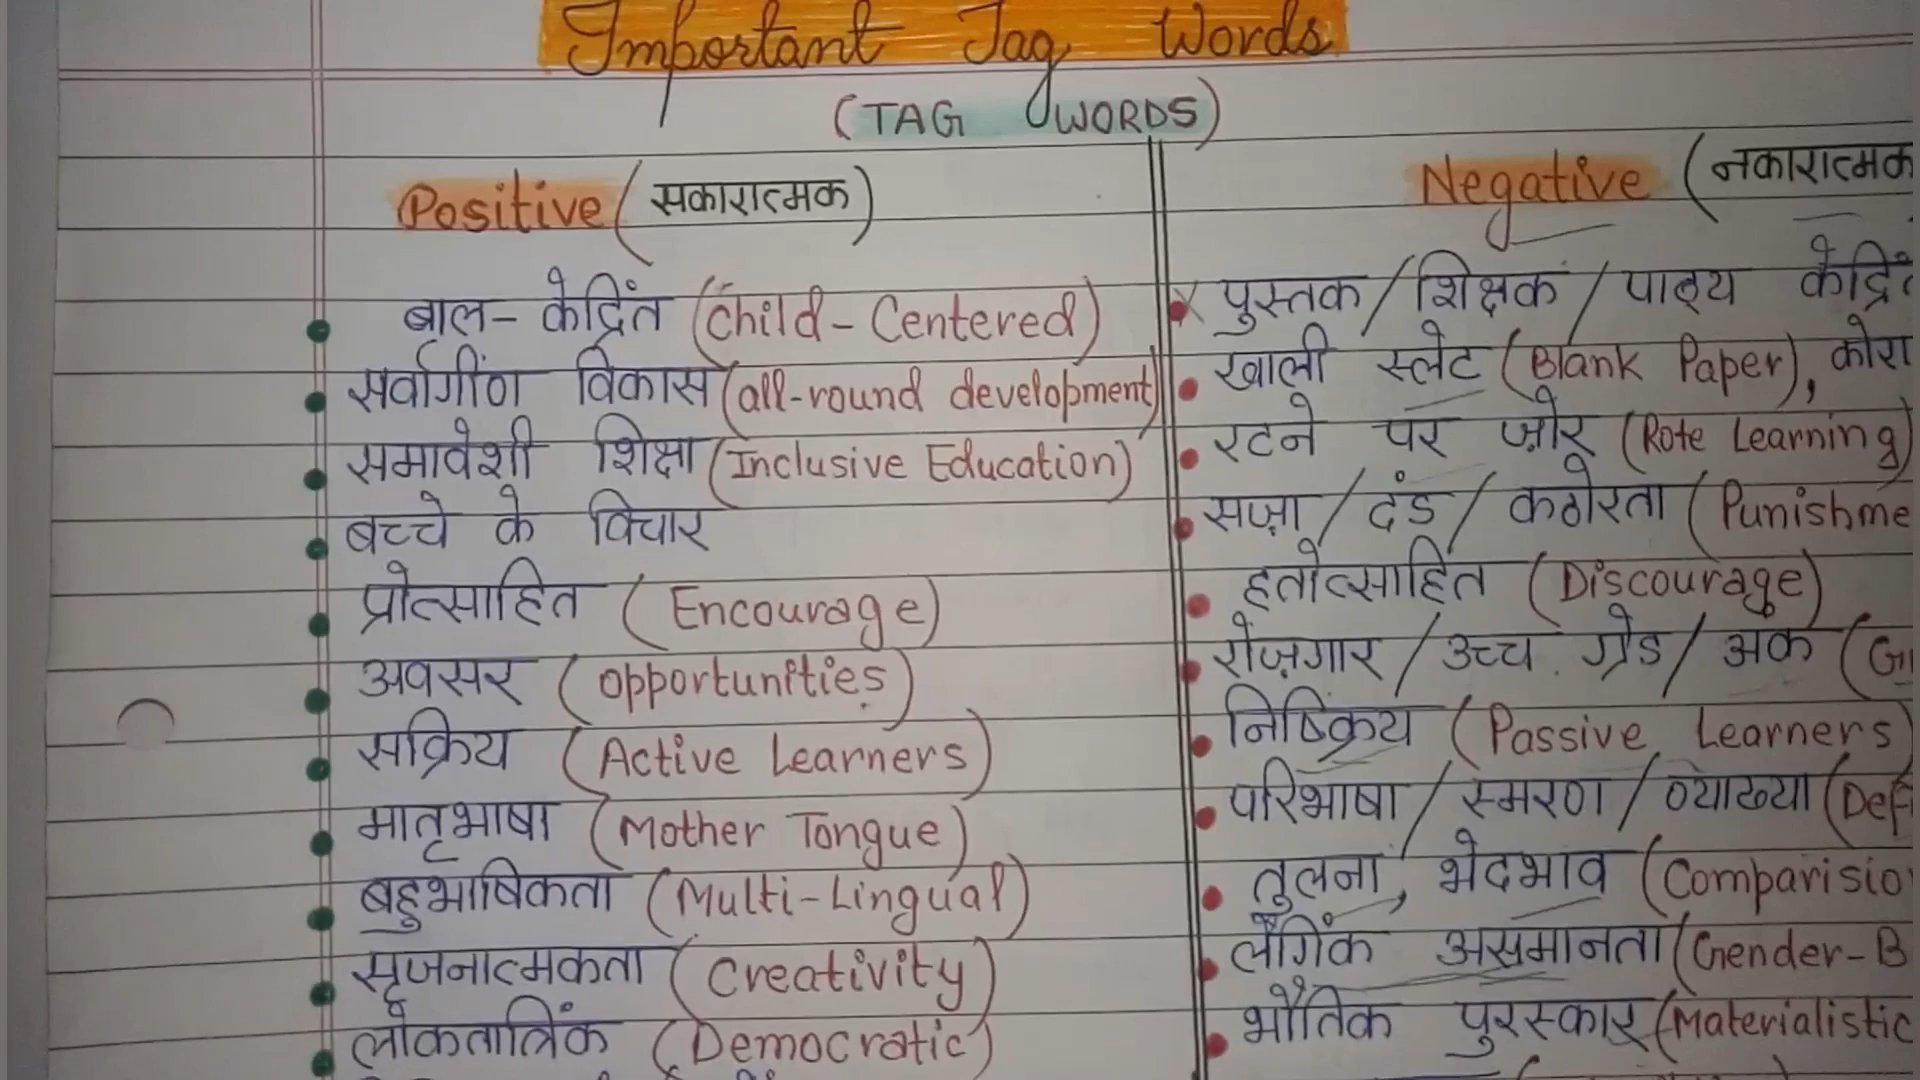 Important Tag Words
(TAG WORDS)
Positive (सकारात्मक)
बाल-केंद्रित (Child-Centered)
सर्वांगीण विकास (all-round development)
समावेशी शिक्षा (Inclusive Education)
बच्चे के विचार
प्रोत्साहित (Encourage)
अवसर (opportunities)
सक्रिय (Active Learners)
मातृभाषा (Mother Tongue)
बहुभाषिकता (Multi-Lingual)
सृजनात्मकता (Creativity)
लोकतांत्रिक (Democratic)
Negative (नकारात्मक
पुस्तक/शिक्षक/पाठ्य
खाली स्लेट (Blank Paper), कोरा
रटने पर ज़ोर (Rote Learning)
सज़ा/दंड/कठोरता (Punishme
हतोत्साहित (Discourage)
रोज़गार/उच्च ग्रेड/अंक
निष्क्रिय (Passive Learners)
परिभाषा/स्मरण/व्याख्या (Def
तुलना, भेदभाव (Comparisio
लैंगिक असमानता (Gender-B
भौतिक पुरस्कार (Materialistic